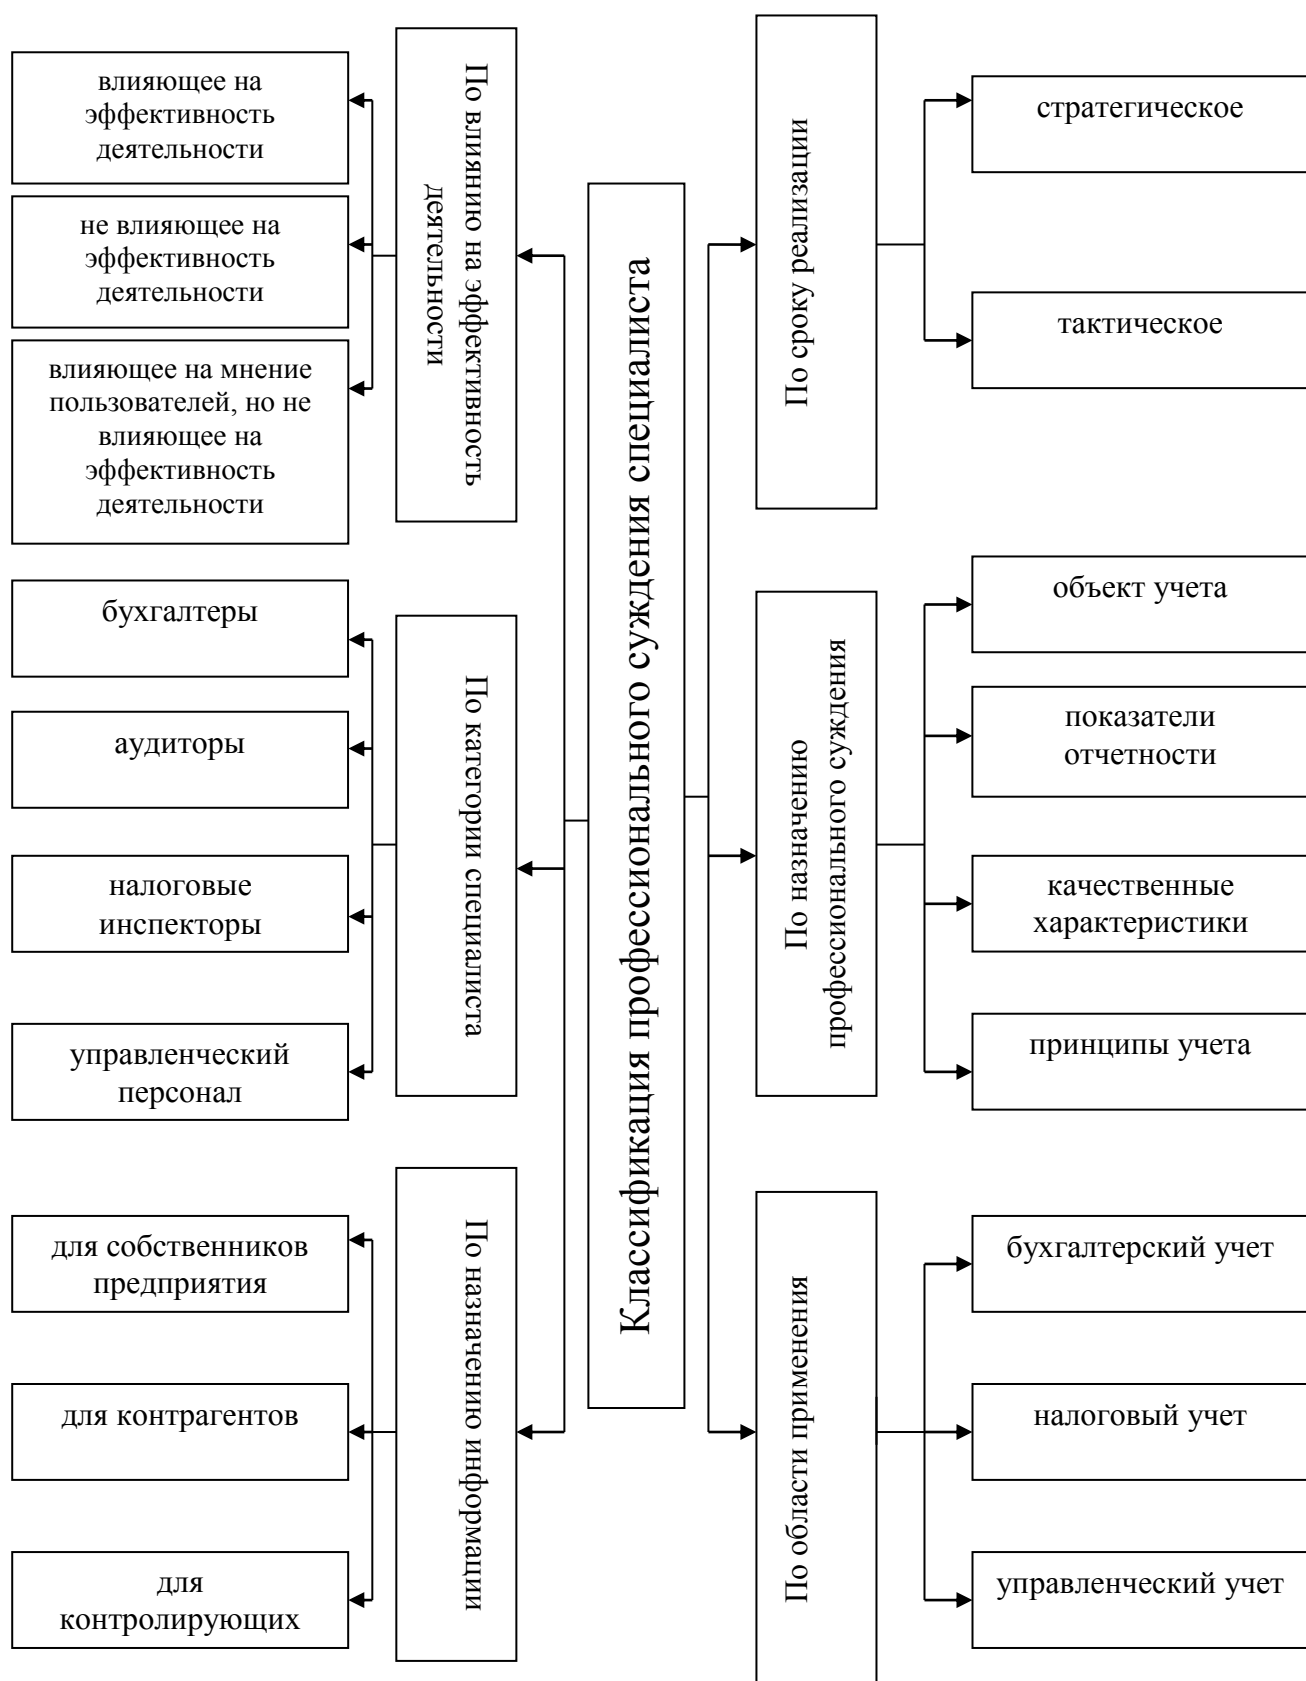 влияющее на
эффективность
деятельности
не влияющее на
эффективность
деятельности
влияющее на мнение
пользователей, но не
влияющее на
эффективность
деятельности
По влиянию на эффективность
деятельности
бухгалтеры
аудиторы
налоговые
инспекторы
управленческий
персонал
По категории специалиста
для собственников
предприятия
для контрагентов
для
контролирующих
По назначению информации
Классификация профессионального суждения специалиста
По сроку реализации
стратегическое
тактическое
По назначению
профессионального суждения
объект учета
показатели
отчетности
качественные
характеристики
принципы учета
По области применения
бухгалтерский учет
налоговый учет
управленческий учет